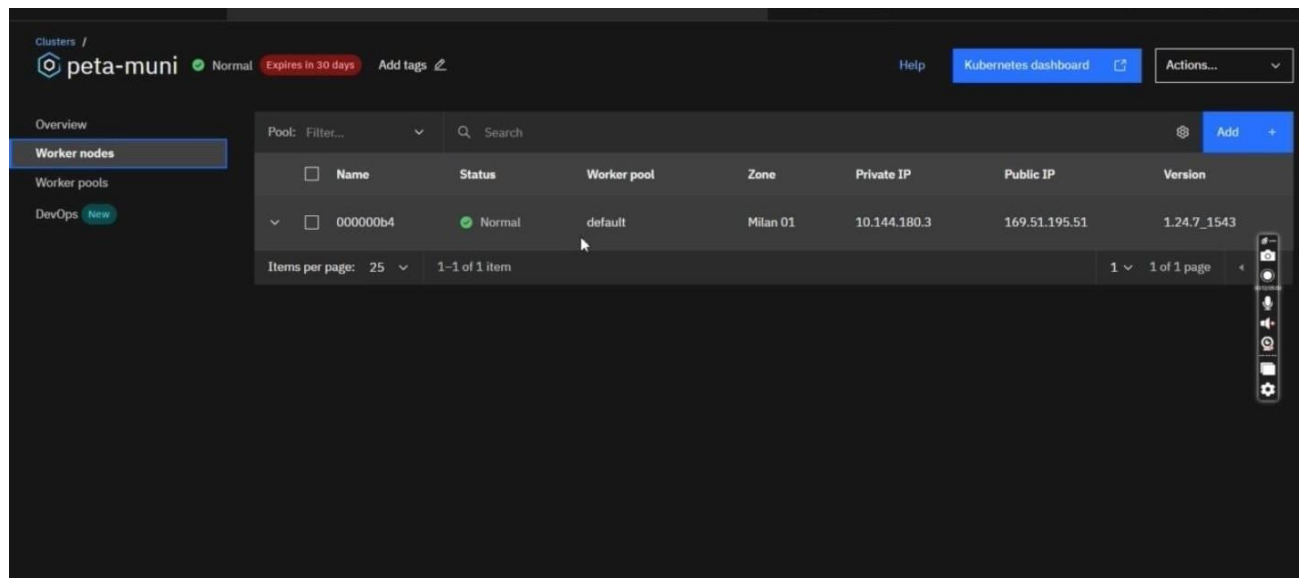 Clusters /
peta-muni Normal Expires in 30 days Add tags Help Kubernetes dashboard Actions...
Overview
Worker nodes
Worker pools
DevOps New
Pool: Filter... Search Add +
Name Status Worker pool Zone Private IP Public IP Version
000000b4 Normal default Milan 01 10.144.180.3 169.51.195.51 1.24.7_1543
Items per page: 25 1–1 of 1 item 1 1 of 1 page